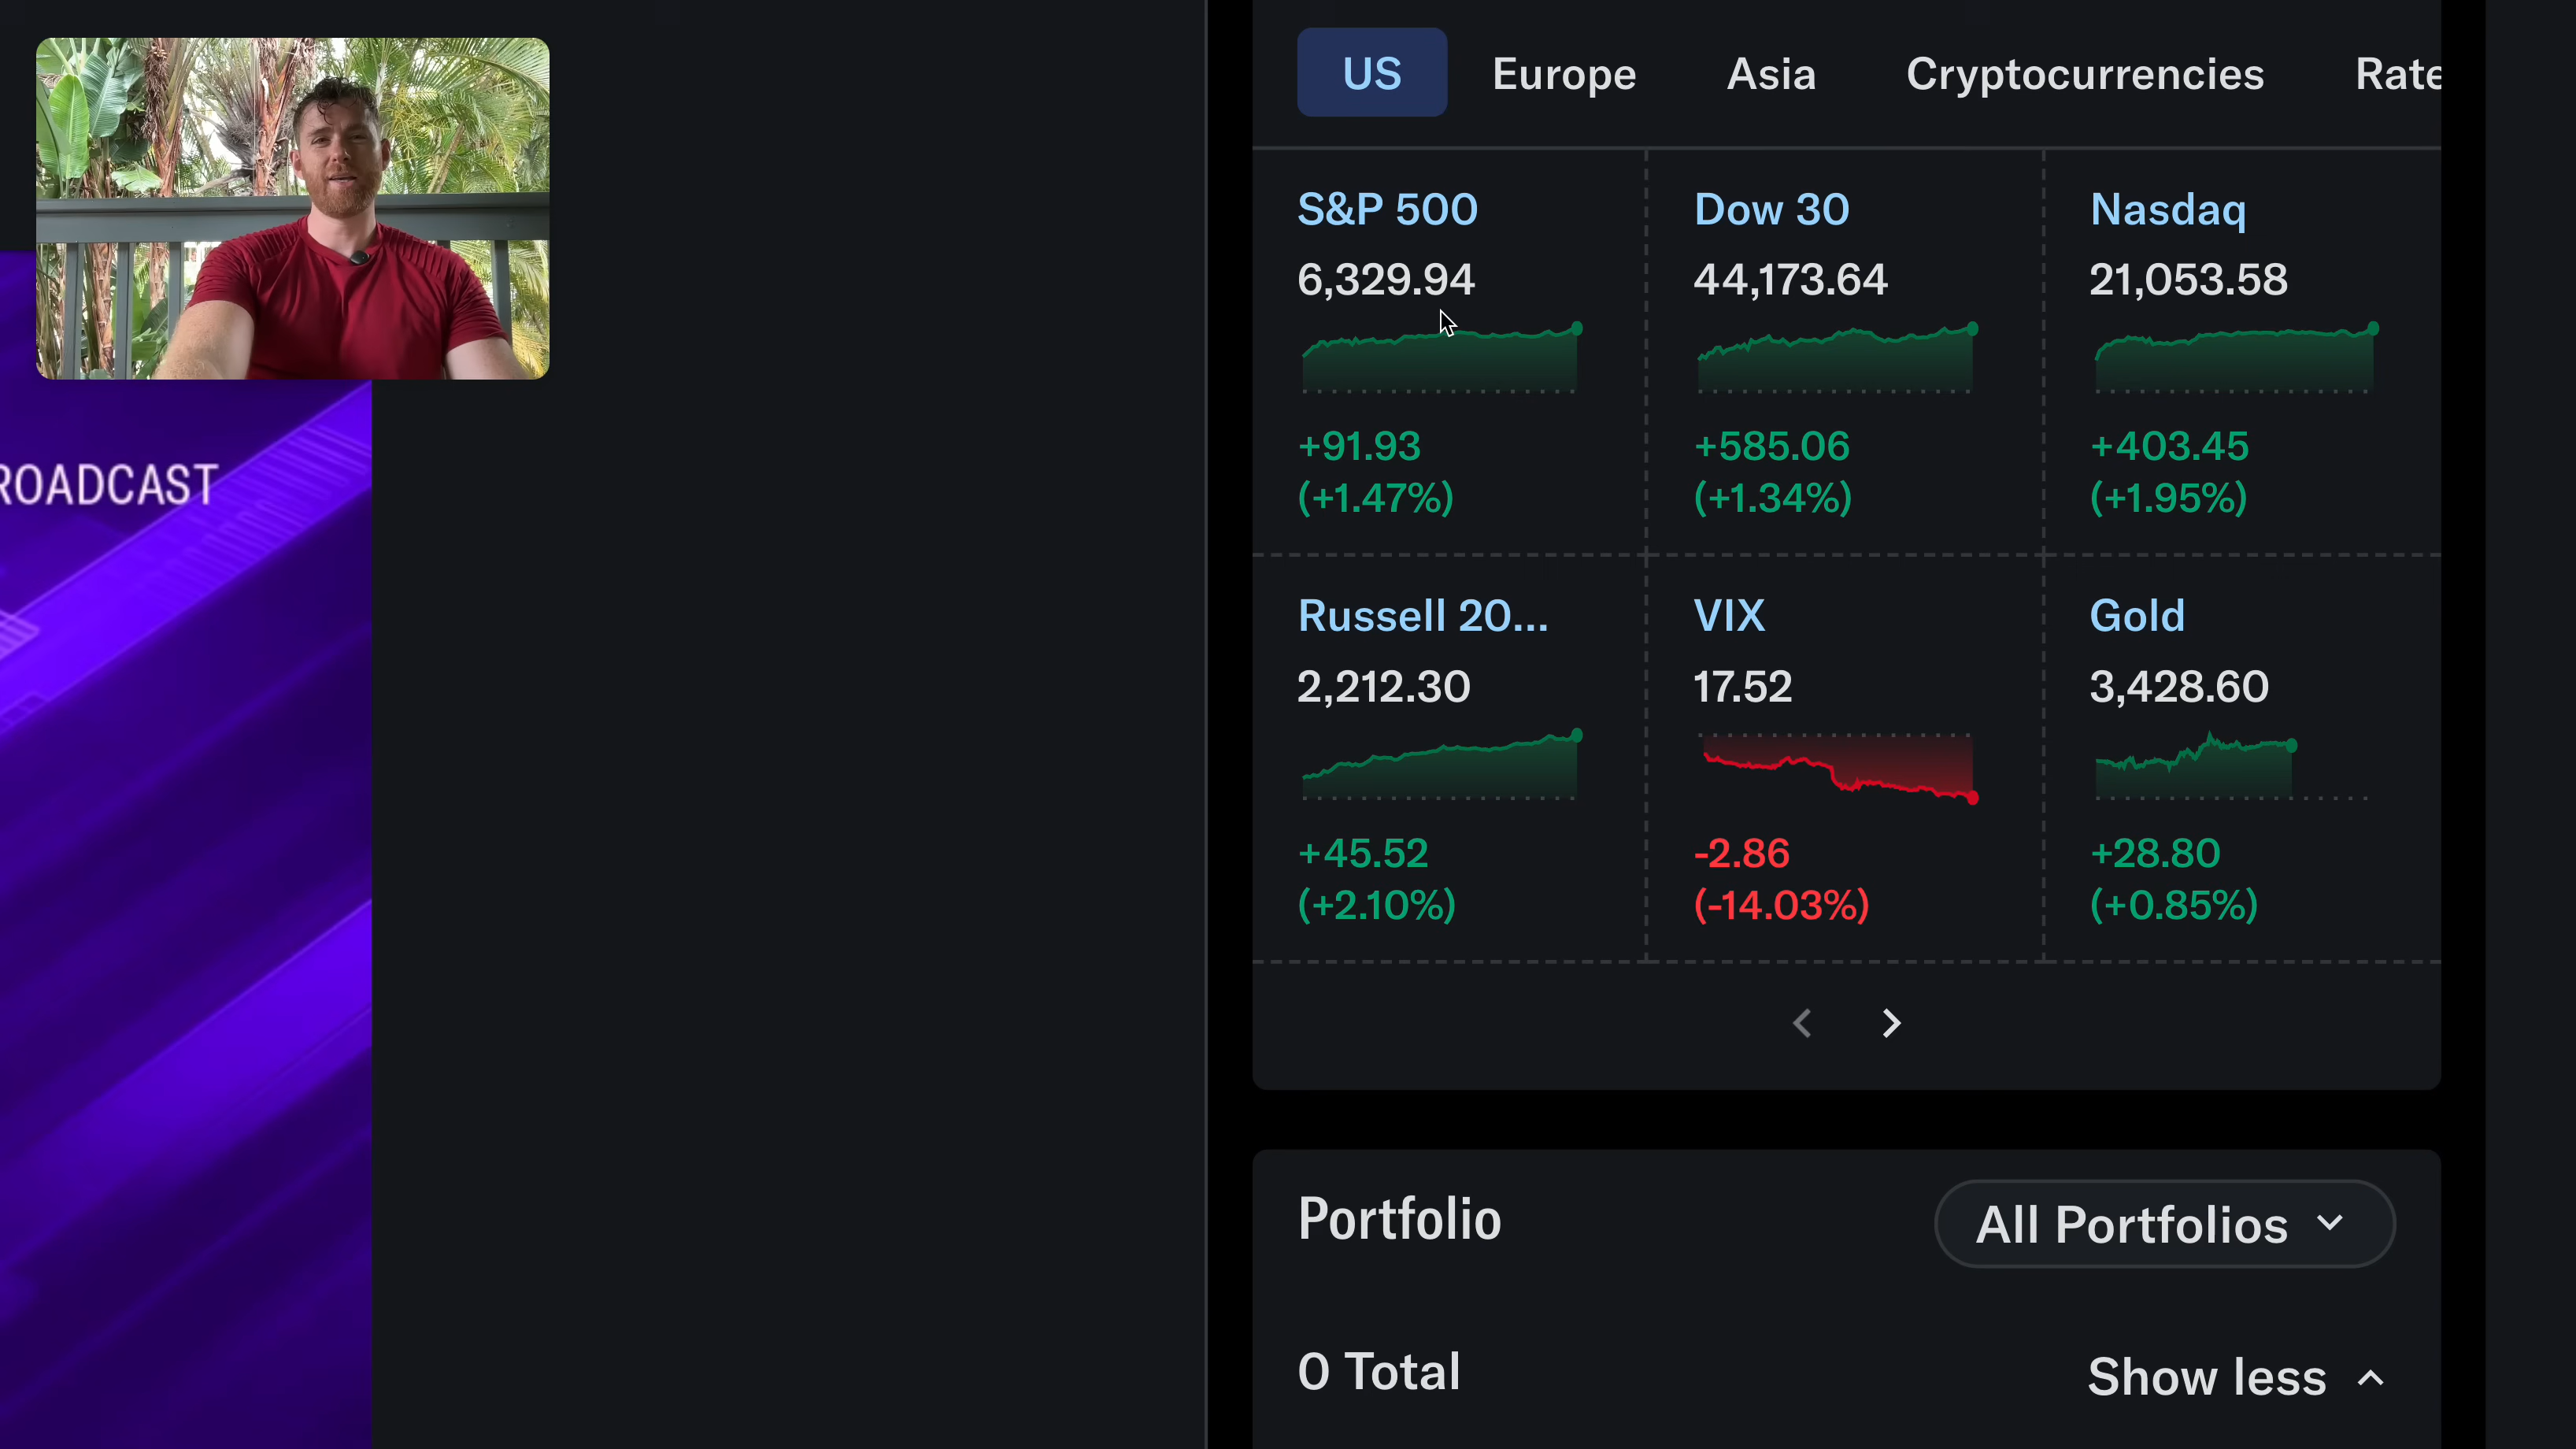 US Europe Asia Cryptocurrencies
S&P 500
6,329.94
+91.93
(+1.47%)
Dow 30
44,173.64
+585.06
(+1.34%)
Nasdaq
21,053.58
+403.45
(+1.95%)
Russell 20...
2,212.30
+45.52
(+2.10%)
VIX
17.52
-2.86
(-14.03%)
Gold
3,428.60
+28.80
(+0.85%)
Portfolio All Portfolios
0 Total Show less
ROADCAST